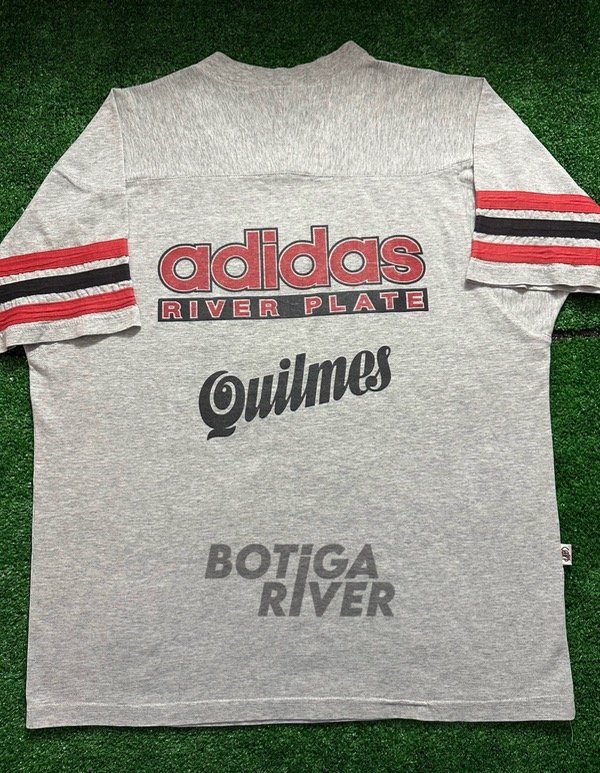 adidas
RIVER PLATE
Quilmes
BOTiGA
RIVER